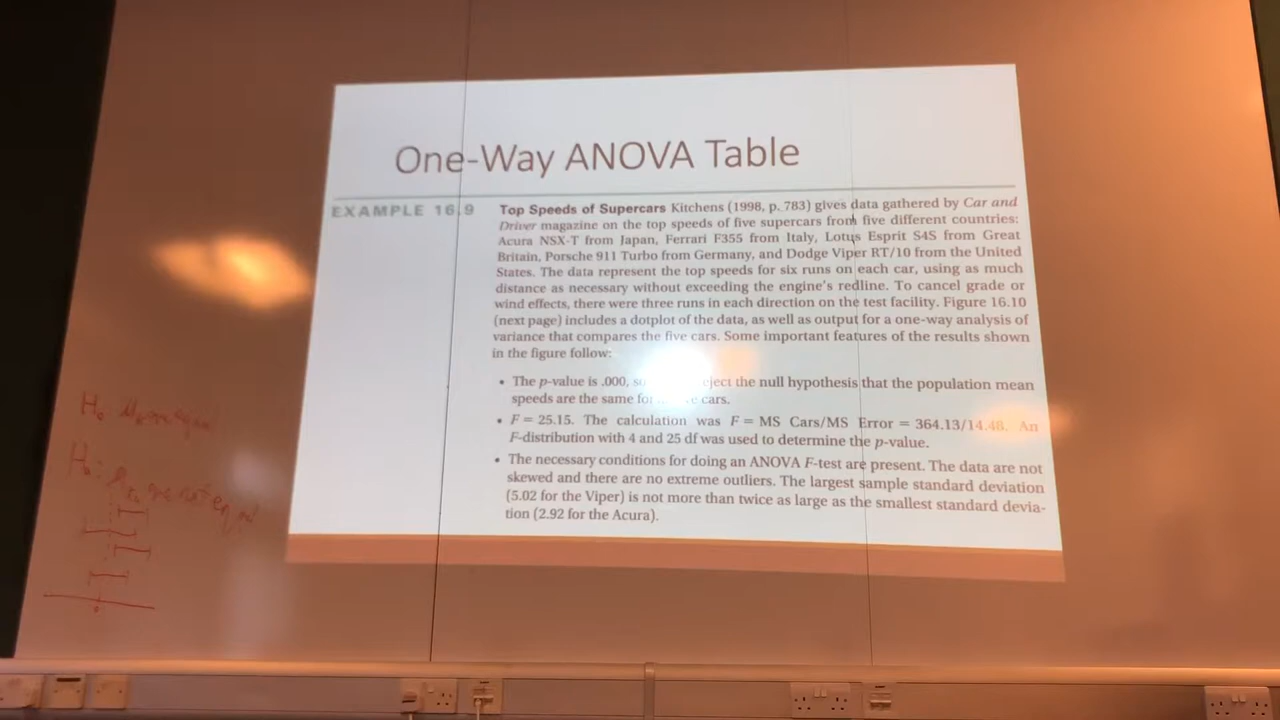 One-Way ANOVA Table
EXAMPLE 16.9
Top Speeds of Supercars Kitchens (1998, p. 783) gives data gathered by Car and
Driver magazine on the top speeds of five supercars from five different countries:
Acura NSX-T from Japan, Ferrari F355 from Italy, Lotus Esprit S4S from Great
Britain, Porsche 911 Turbo from Germany, and Dodge Viper RT/10 from the United
States. The data represent the top speeds for six runs on each car, using as much
distance as necessary without exceeding the engine's redline. To cancel grade or
wind effects, there were three runs in each direction on the test facility. Figure 16.10
(next page) includes a dotplot of the data, as well as output for a one-way analysis of
variance that compares the five cars. Some important features of the results shown
in the figure follow:
• The p-value is .000, the null hypothesis that the population mean
speeds are the same cars.
• F = 25.15. The calculation was F = MS Cars/MS Error = 364.13/14.48. An
F-distribution with 4 and 25 df was used to determine the p-value.
• The necessary conditions for doing an ANOVA F-test are present. The data are not
skewed and there are no extreme outliers. The largest sample standard deviation
(5.02 for the Viper) is not more than twice as large as the smallest standard devia-
tion (2.92 for the Acura).